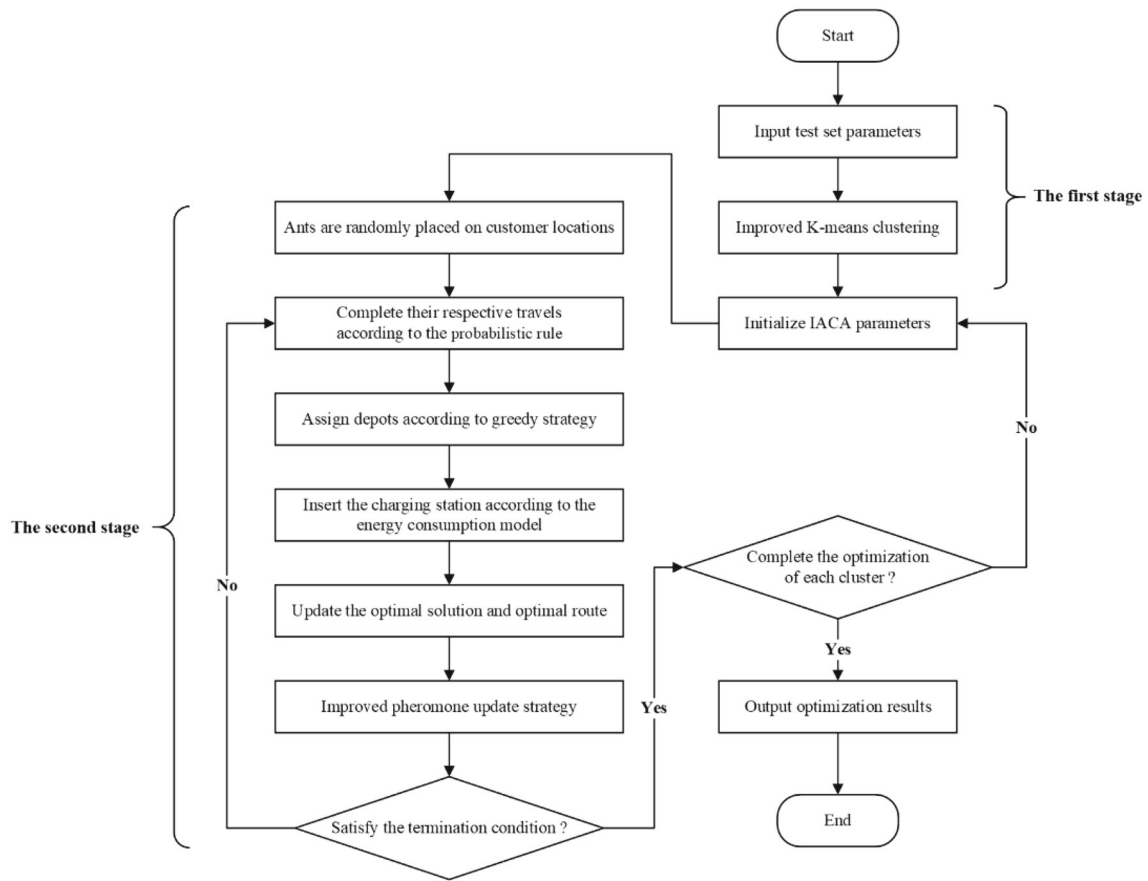 Start
Input test set parameters
The first stage
Improved K-means clustering
Initialize IACA parameters
Ants are randomly placed on customer locations
Complete their respective travels
according to the probabilistic rule
Assign depots according to greedy strategy
Insert the charging station according to the
energy consumption model
The second stage
Update the optimal solution and optimal route
Improved pheromone update strategy
Satisfy the termination condition ?
No
Yes
Complete the optimization
of each cluster ?
No
Yes
Output optimization results
End